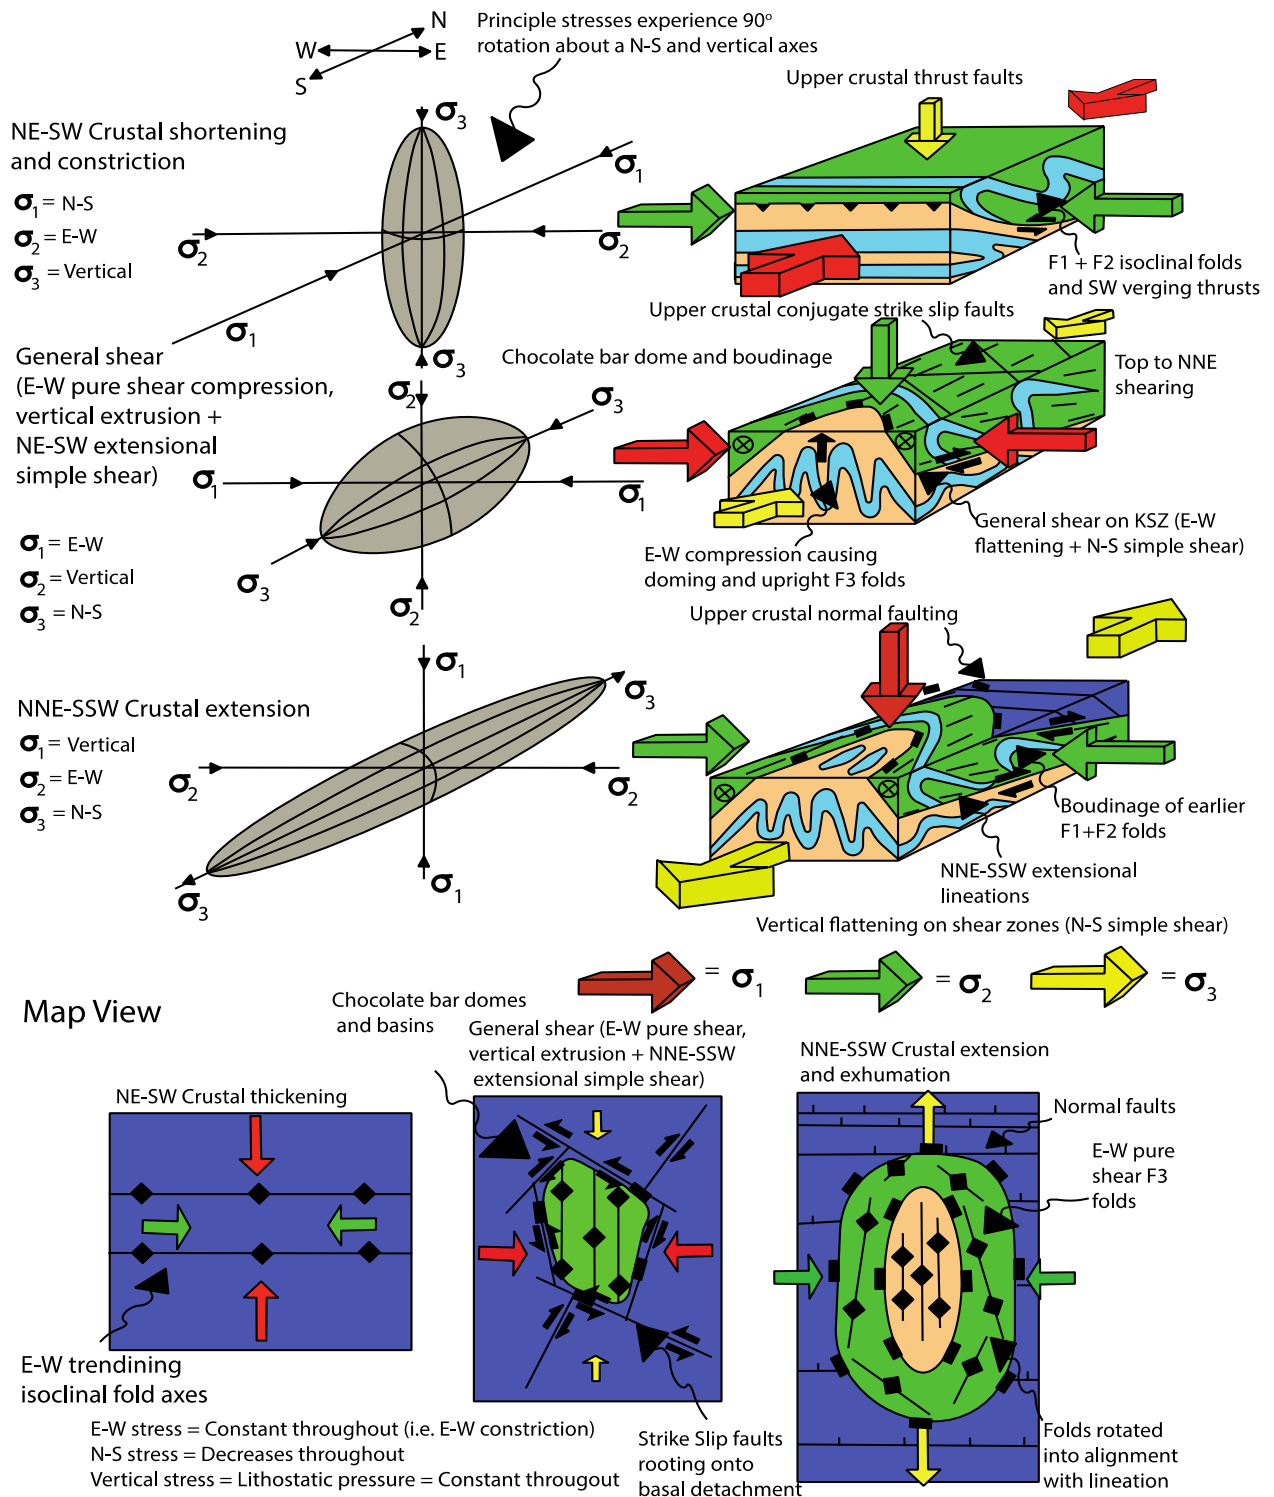 N
W
E
S
Principle stresses experience 90º
rotation about a N-S and vertical axes
Upper crustal thrust faults
NE-SW Crustal shortening
and constriction
σ1= N-S
σ2= E-W
σ3= Vertical
σ3
σ1
σ2
σ2
σ1
σ3
F1 + F2 isoclinal folds
and SW verging thrusts
Upper crustal conjugate strike slip faults
General shear
(E-W pure shear compression,
vertical extrusion +
NE-SW extensional
simple shear)
σ1= E-W
σ2= Vertical
σ3= N-S
σ2
σ3
σ1
σ1
σ3
σ2
Chocolate bar dome and boudinage
Top to NNE
shearing
General shear on KSZ (E-W
flattening + N-S simple shear)
E-W compression causing
doming and upright F3 folds
Upper crustal normal faulting
NNE-SSW Crustal extension
σ1= Vertical
σ2= E-W
σ3= N-S
σ1
σ3
σ2
σ2
σ3
σ1
Boudinage of earlier
F1+F2 folds
NNE-SSW extensional
lineations
Vertical flattening on shear zones (N-S simple shear)
= σ1
= σ2
= σ3
Map View
Chocolate bar domes
and basins
General shear (E-W pure shear,
vertical extrusion + NNE-SSW
extensional simple shear)
NNE-SSW Crustal extension
and exhumation
NE-SW Crustal thickening
Normal faults
E-W pure
shear F3
folds
E-W trendining
isoclinal fold axes
E-W stress = Constant throughout (i.e. E-W constriction)
N-S stress = Decreases throughout
Vertical stress = Lithostatic pressure = Constant througout
Strike Slip faults
rooting onto
basal detachment
Folds rotated
into alignment
with lineation